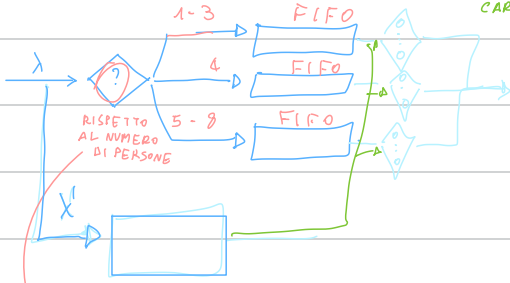 1-3 FIFO CAR
λ ? 4 FIFO
RISPETTO
AL NUMERO
DI PERSONE
5-8 FIFO
X'